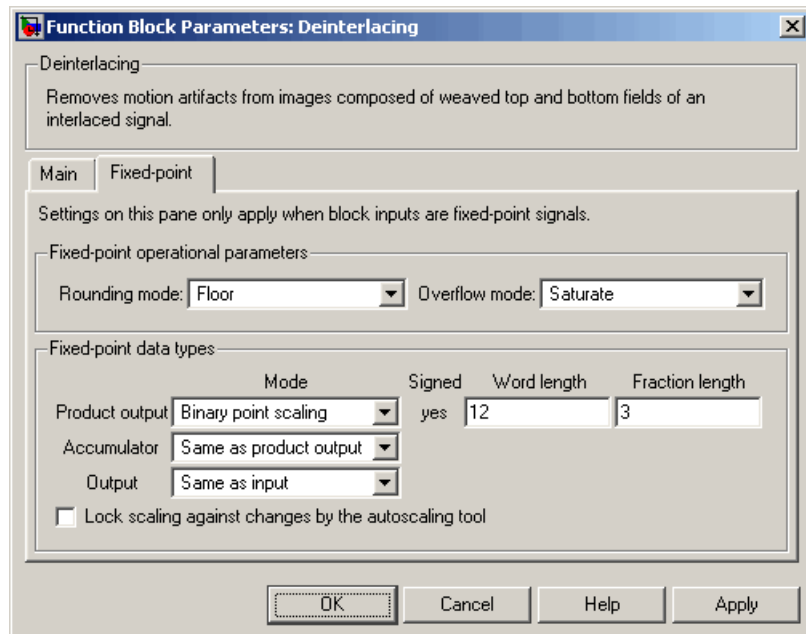 Function Block Parameters: Deinterlacing
Deinterlacing
Removes motion artifacts from images composed of weaved top and bottom fields of an
interlaced signal.
Main Fixed-point
Settings on this pane only apply when block inputs are fixed-point signals.
Fixed-point operational parameters
Rounding mode: Floor Overflow mode: Saturate
Fixed-point data types
Mode Signed Word length Fraction length
Product output Binary point scaling yes 12 3
Accumulator Same as product output
Output Same as input
Lock scaling against changes by the autoscaling tool
OK Cancel Help Apply